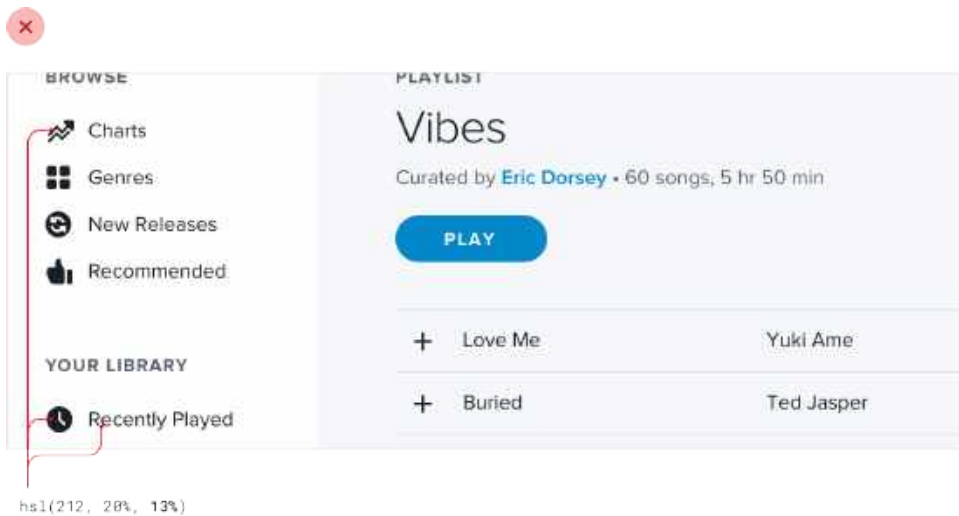 BROWSE
Charts
Genres
New Releases
Recommended
YOUR LIBRARY
Recently Played
PLAYLIST
Vibes
Curated by Eric Dorsey • 60 songs, 5 hr 50 min
PLAY
+ Love Me Yuki Ame
+ Buried Ted Jasper
hsl(212, 20%, 13%)